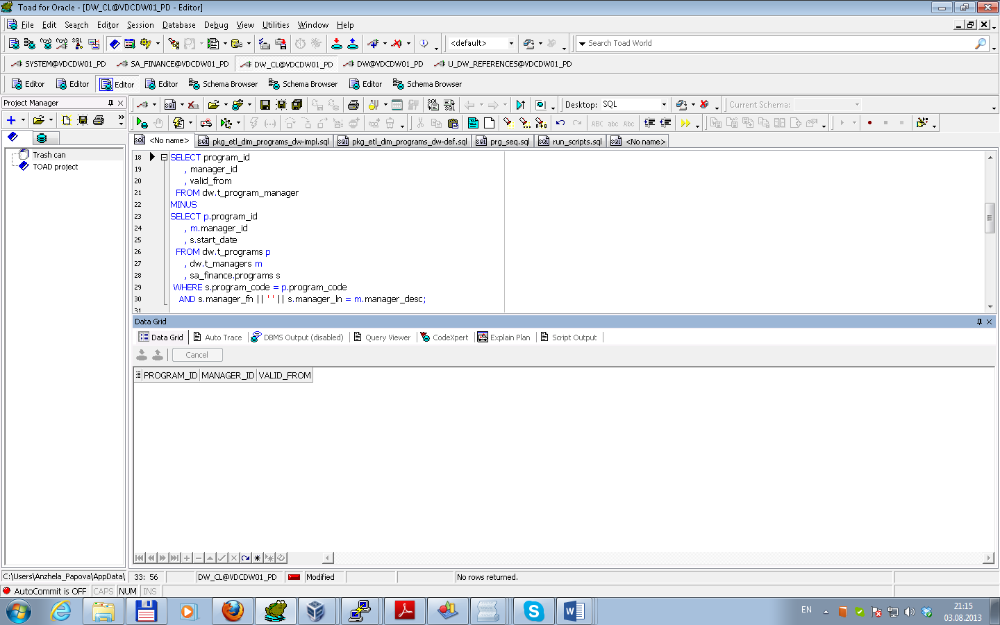 Toad for Oracle - [DW_CL@VDCDW01_PD - Editor]
File Edit Search Editor Session Database Debug View Utilities Window Help
<default> Search Toad World
SYSTEM@VDCDW01_PD SA_FINANCE@VDCDW01_PD DW_CL@VDCDW01_PD DW@VDCDW01_PD U_DW_REFERENCES@VDCDW01_PD
Editor Editor Editor Editor Schema Browser Schema Browser Editor Schema Browser
Project Manager
Desktop: SQL Current Schema:
<No name> pkg_etl_dim_programs_dw-impl.sql pkg_etl_dim_programs_dw-def.sql prg_seq.sql run_scripts.sql <No name>
Trash can
TOAD project
18 SELECT program_id
19 , manager_id
20 , valid_from
21 FROM dw.t_program_manager
22 MINUS
23 SELECT p.program_id
24 , m.manager_id
25 , s.start_date
26 FROM dw.t_programs p
27 , dw.t_managers m
28 , sa_finance.programs s
29 WHERE s.program_code = p.program_code
30 AND s.manager_fn || ' ' || s.manager_ln = m.manager_desc;
31
Data Grid
Data Grid Auto Trace DBMS Output (disabled) Query Viewer CodeXpert Explain Plan Script Output
Cancel
PROGRAM_ID MANAGER_ID VALID_FROM
C:\Users\Anzhela_Papova\AppData\ 33: 56 DW_CL@VDCDW01_PD Modified No rows returned.
AutoCommit is OFF CAPS NUM INS
EN 21:15
03.08.2013